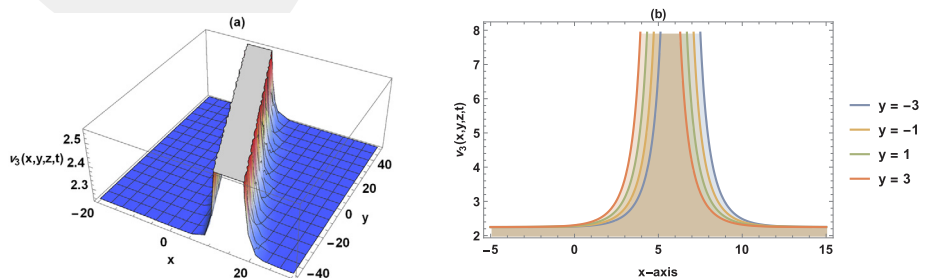 (a)
2.5
2.4
2.3
v₃(x,y,z,t)
−20
0
20
x
40
20
0
−20
−40
y
(b)
8
7
6
5
4
3
2
v₃(x,y,z,t)
−5
0
5
10
15
x−axis
y = −3
y = −1
y = 1
y = 3